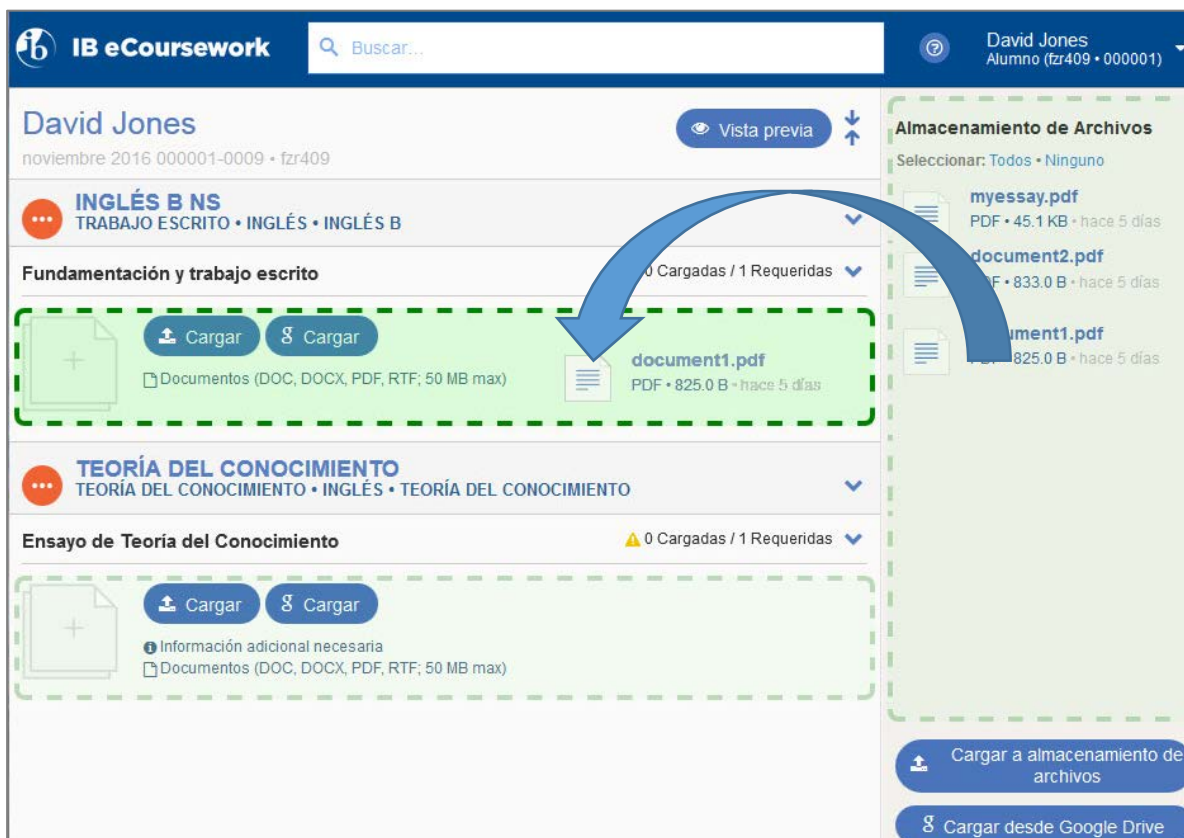 IB eCoursework
Buscar...
David Jones
Alumno (fzr409 • 000001)
David Jones
noviembre 2016 000001-0009 • fzr409
Vista previa
INGLÉS B NS
TRABAJO ESCRITO • INGLÉS • INGLÉS B
Fundamentación y trabajo escrito
0 Cargadas / 1 Requeridas
Cargar
Cargar
Documentos (DOC, DOCX, PDF, RTF; 50 MB max)
document1.pdf
PDF • 825.0 B • hace 5 días
TEORÍA DEL CONOCIMIENTO
TEORÍA DEL CONOCIMIENTO • INGLÉS • TEORÍA DEL CONOCIMIENTO
Ensayo de Teoría del Conocimiento
0 Cargadas / 1 Requeridas
Cargar
Cargar
Información adicional necesaria
Documentos (DOC, DOCX, PDF, RTF; 50 MB max)
Almacenamiento de Archivos
Seleccionar: Todos • Ninguno
myessay.pdf
PDF • 45.1 KB • hace 5 días
document2.pdf
PDF • 833.0 B • hace 5 días
825.0 B • hace 5 días
Cargar a almacenamiento de
archivos
Cargar desde Google Drive